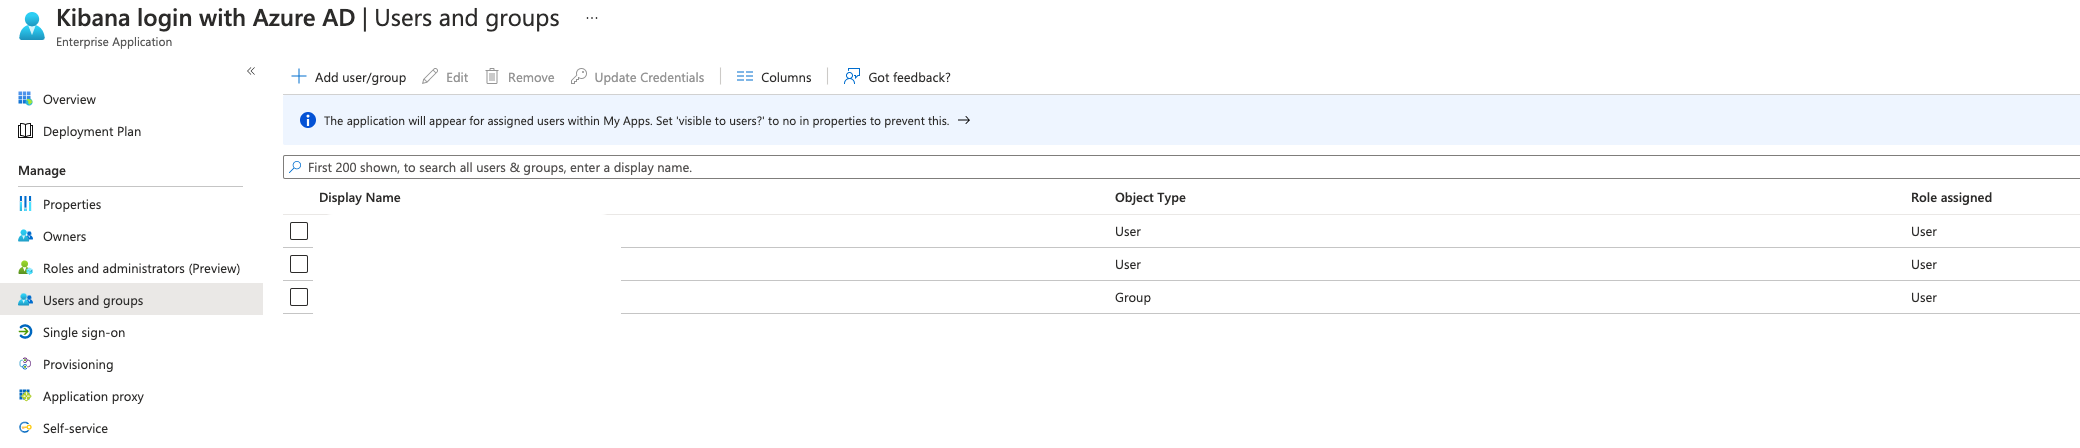 Kibana login with Azure AD | Users and groups ···
Enterprise Application
«
Overview
Deployment Plan
Manage
Properties
Owners
Roles and administrators (Preview)
Users and groups
Single sign-on
Provisioning
Application proxy
Self-service
Add user/group Edit Remove Update Credentials Columns Got feedback?
The application will appear for assigned users within My Apps. Set 'visible to users?' to no in properties to prevent this. →
First 200 shown, to search all users & groups, enter a display name.
Display Name Object Type Role assigned
User User
User User
Group User